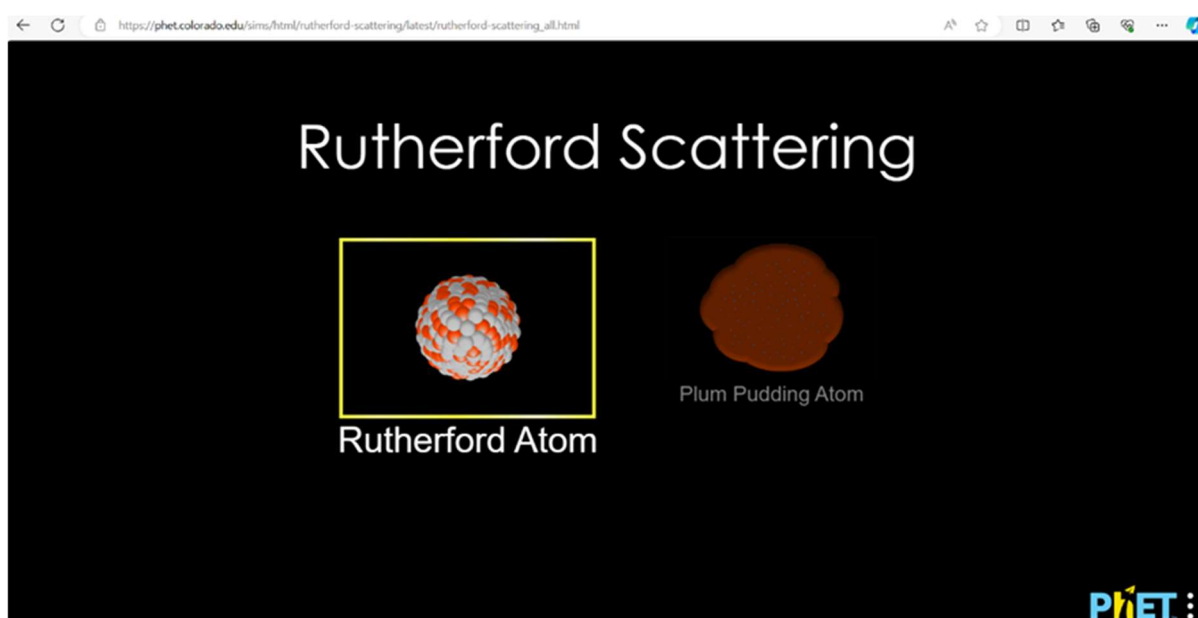 https://phet.colorado.edu/sims/html/rutherford-scattering/latest/rutherford-scattering_all.html
Rutherford Scattering
Rutherford Atom
Plum Pudding Atom
PhET